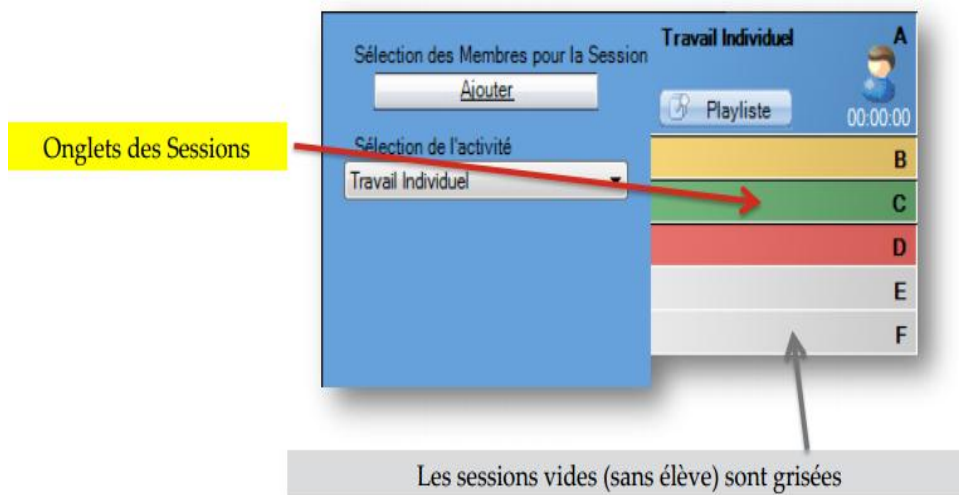 Sélection des Membres pour la Session
Ajouter
Sélection de l'activité
Travail Individuel
Travail Individuel
A
Playliste
00:00:00
B
C
D
E
F
Onglets des Sessions
Les sessions vides (sans élève) sont grisées